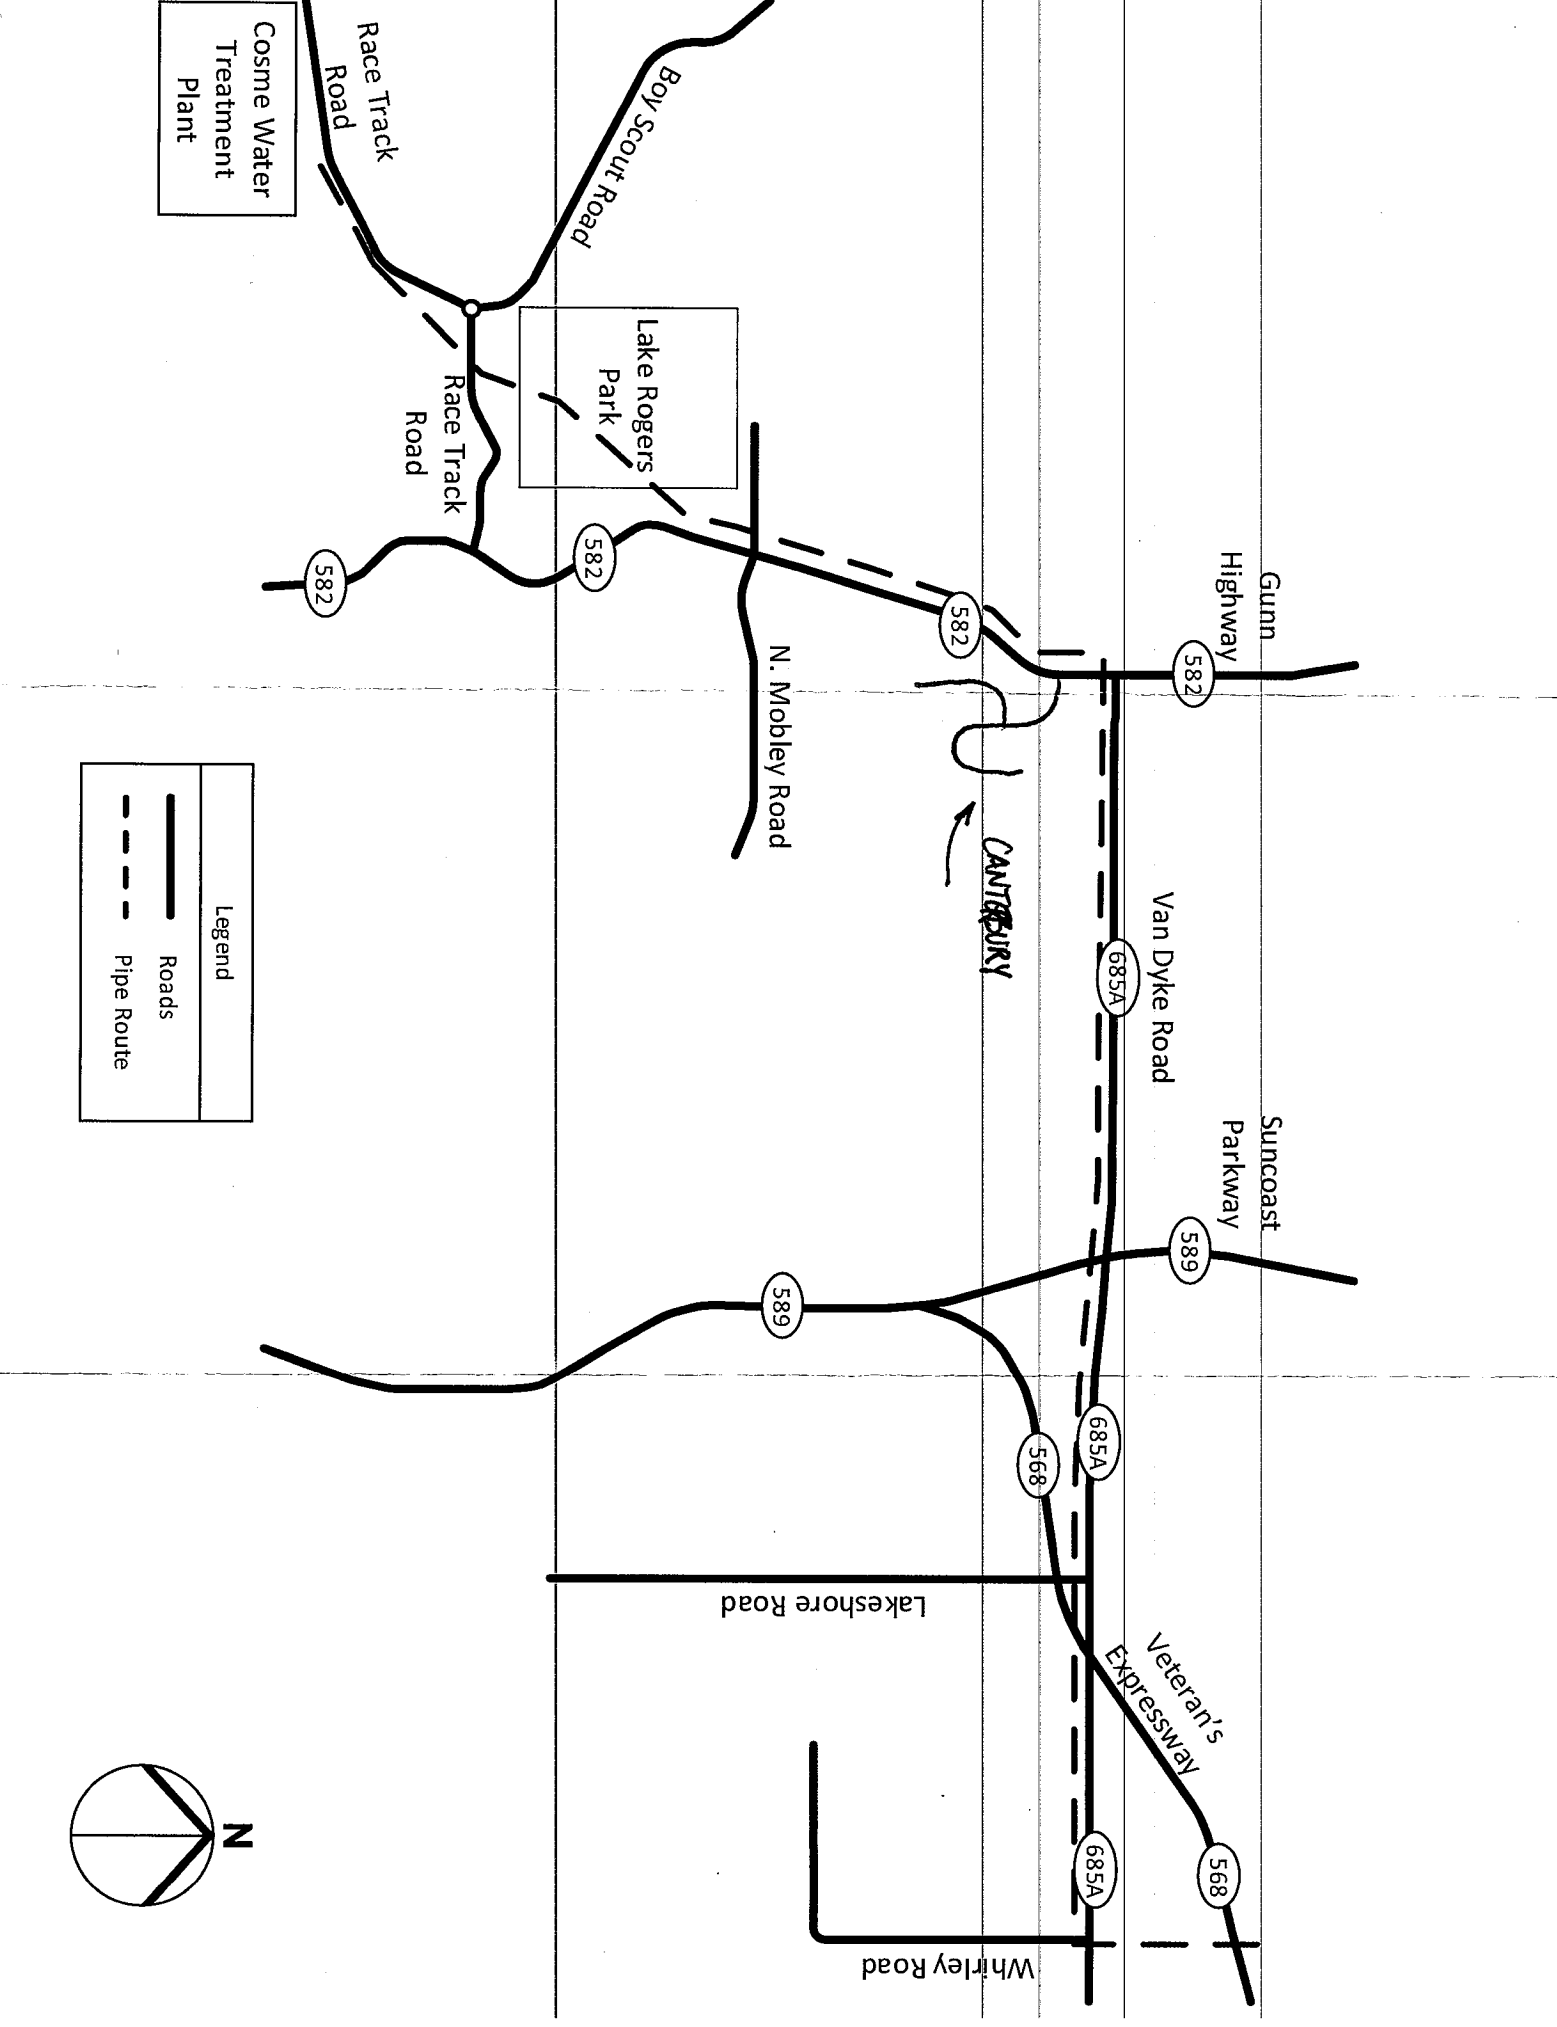 Gunn
Highway
582
Suncoast
Parkway
589
Veteran's
Expressway
568
Van Dyke Road
685A
685A
685A
568
582
CANTERBURY
Whirley Road
Lakeshore Road
589
N. Mobley Road
Boy Scout Road
Lake Rogers
Park
582
Race Track
Road
582
Race Track
Road
Cosme Water
Treatment
Plant
Legend
Roads
Pipe Route
N